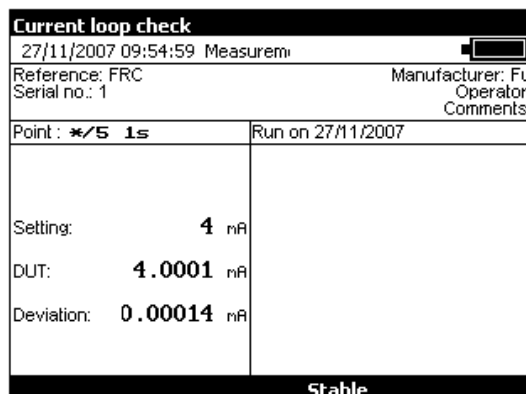 Current loop check
27/11/2007 09:54:59 Measurem
Reference: FRC Manufacturer: Fu
Serial no.: 1 Operator
Comments
Point : */5 1s Run on 27/11/2007
Setting: 4 mA
DUT: 4.0001 mA
Deviation: 0.00014 mA
Stable